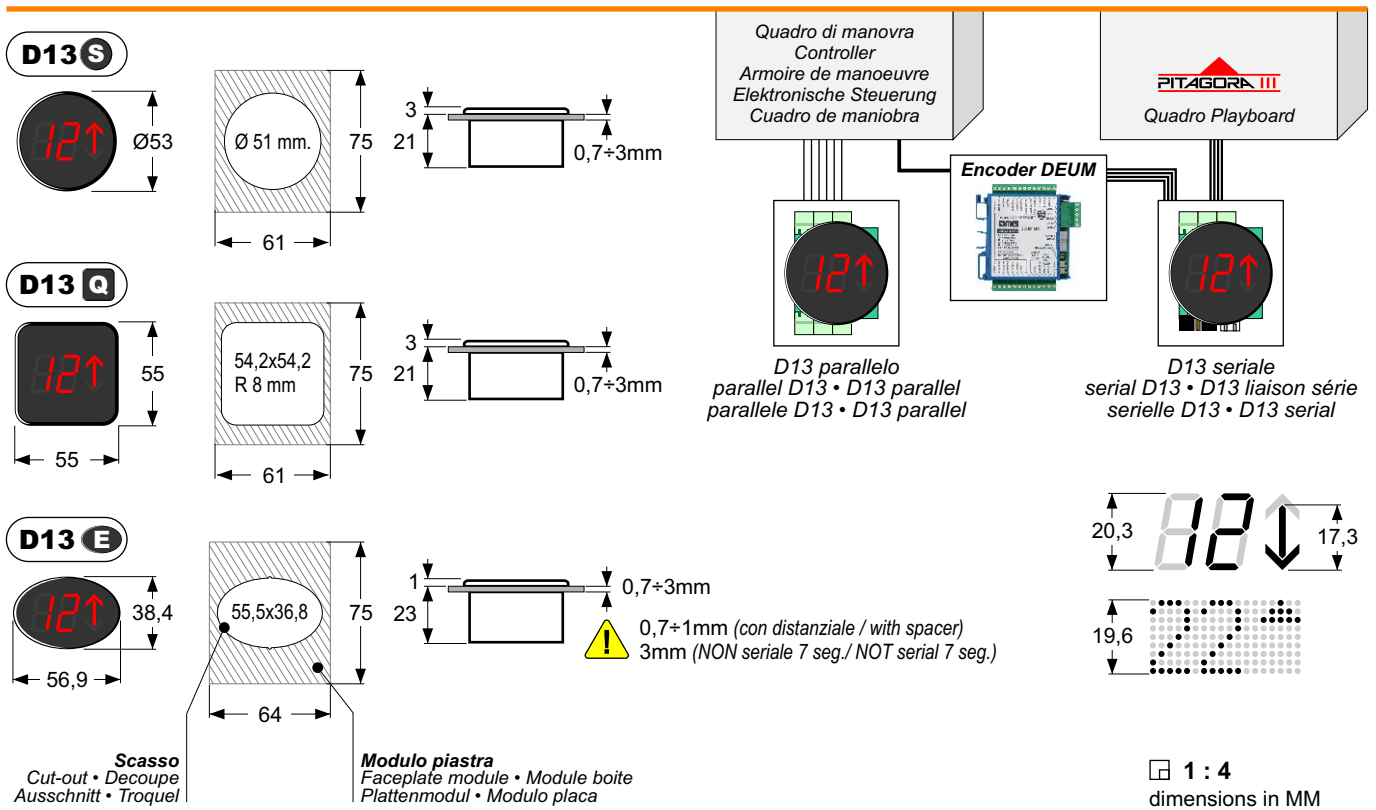 D13 S
12↑
Ø53
Ø 51 mm.
75
61
3
21
0,7÷3mm
D13 Q
12↑
55
55
54,2x54,2
R 8 mm
75
61
3
21
0,7÷3mm
D13 E
12↑
38,4
56,9
55,5x36,8
75
64
1
23
0,7÷3mm
!
0,7÷1mm (con distanziale / with spacer)
3mm (NON seriale 7 seg./ NOT serial 7 seg.)
Scasso
Cut-out • Decoupe
Ausschnitt • Troquel
Modulo piastra
Faceplate module • Module boite
Plattenmodul • Modulo placa
Quadro di manovra
Controller
Armoire de manoeuvre
Elektronische Steuerung
Cuadro de maniobra
PITAGORA III
Quadro Playboard
Encoder DEUM
12↑
12↑
D13 parallelo
parallel D13 • D13 parallel
parallele D13 • D13 parallel
D13 seriale
serial D13 • D13 liaison série
serielle D13 • D13 serial
20,3
12↓
17,3
19,6
22
1 : 4
dimensions in MM